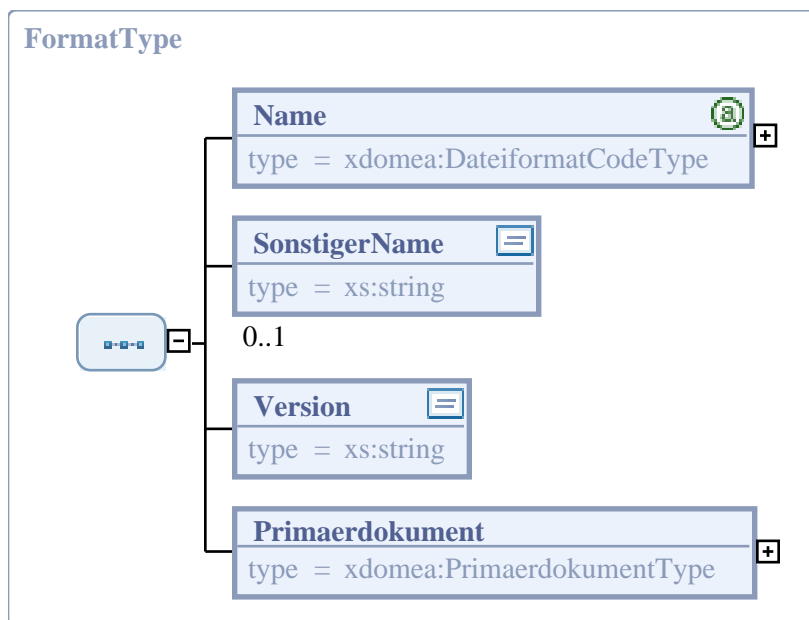 FormatType
Name
type = xdomea:DateiformatCodeType
SonstigerName
type = xs:string
0..1
Version
type = xs:string
Primaerdokument
type = xdomea:PrimaerdokumentType